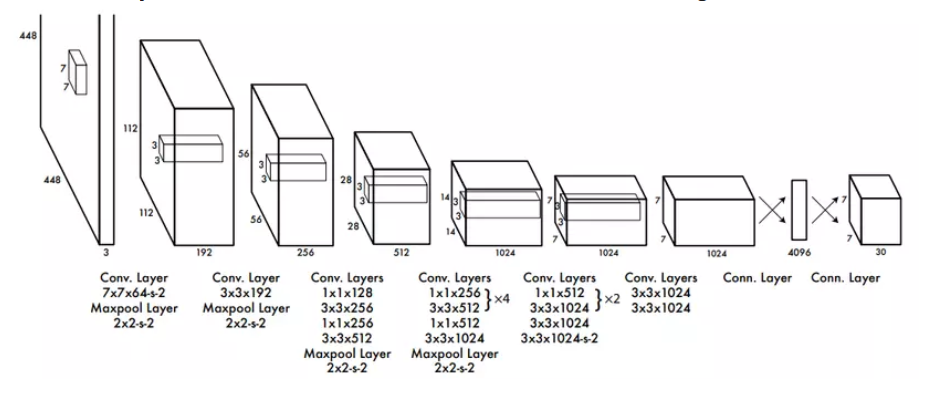 448
448
7
7
3
112
112
3
3
192
56
56
3
3
256
28
28
3
3
512
14
14
3
3
1024
7
7
3
3
1024
7
7
1024
4096
7
7
30
Conv. Layer
7x7x64-s-2
Maxpool Layer
2x2-s-2
Conv. Layer
3x3x192
Maxpool Layer
2x2-s-2
Conv. Layers
1x1x128
3x3x256
1x1x256
3x3x512
Maxpool Layer
2x2-s-2
Conv. Layers
1x1x256
3x3x512 }×4
1x1x512
3x3x1024
Maxpool Layer
2x2-s-2
Conv. Layers
1x1x512
3x3x1024 }×2
3x3x1024
3x3x1024-s-2
Conv. Layers
3x3x1024
3x3x1024
Conn. Layer
Conn. Layer